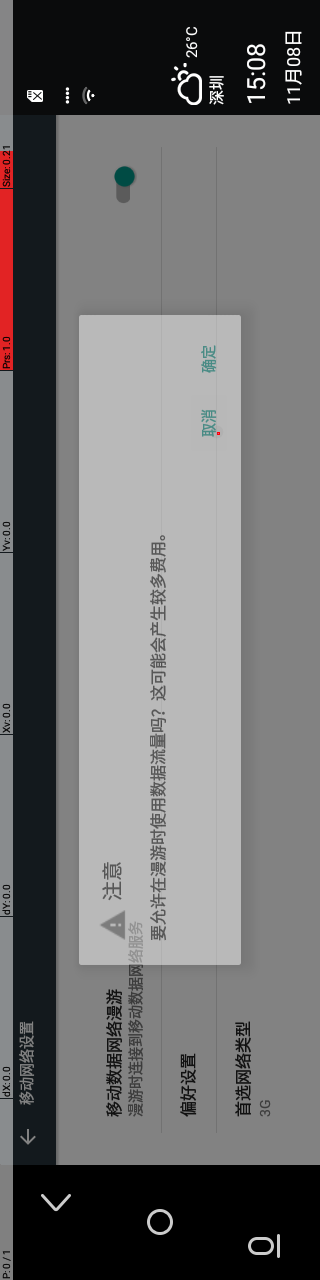 P: 0 / 1
dX: 0.0
dY: 0.0
Xv: 0.0
Yv: 0.0
Prs: 1.0
Size: 0.21
移动网络设置
移动数据网络漫游
漫游时连接到移动数据网络服务
偏好设置
首选网络类型
3G
注意
要允许在漫游时使用数据流量吗？这可能会产生较多费用。
取消
确定
26°C
深圳
15:08
11月08日